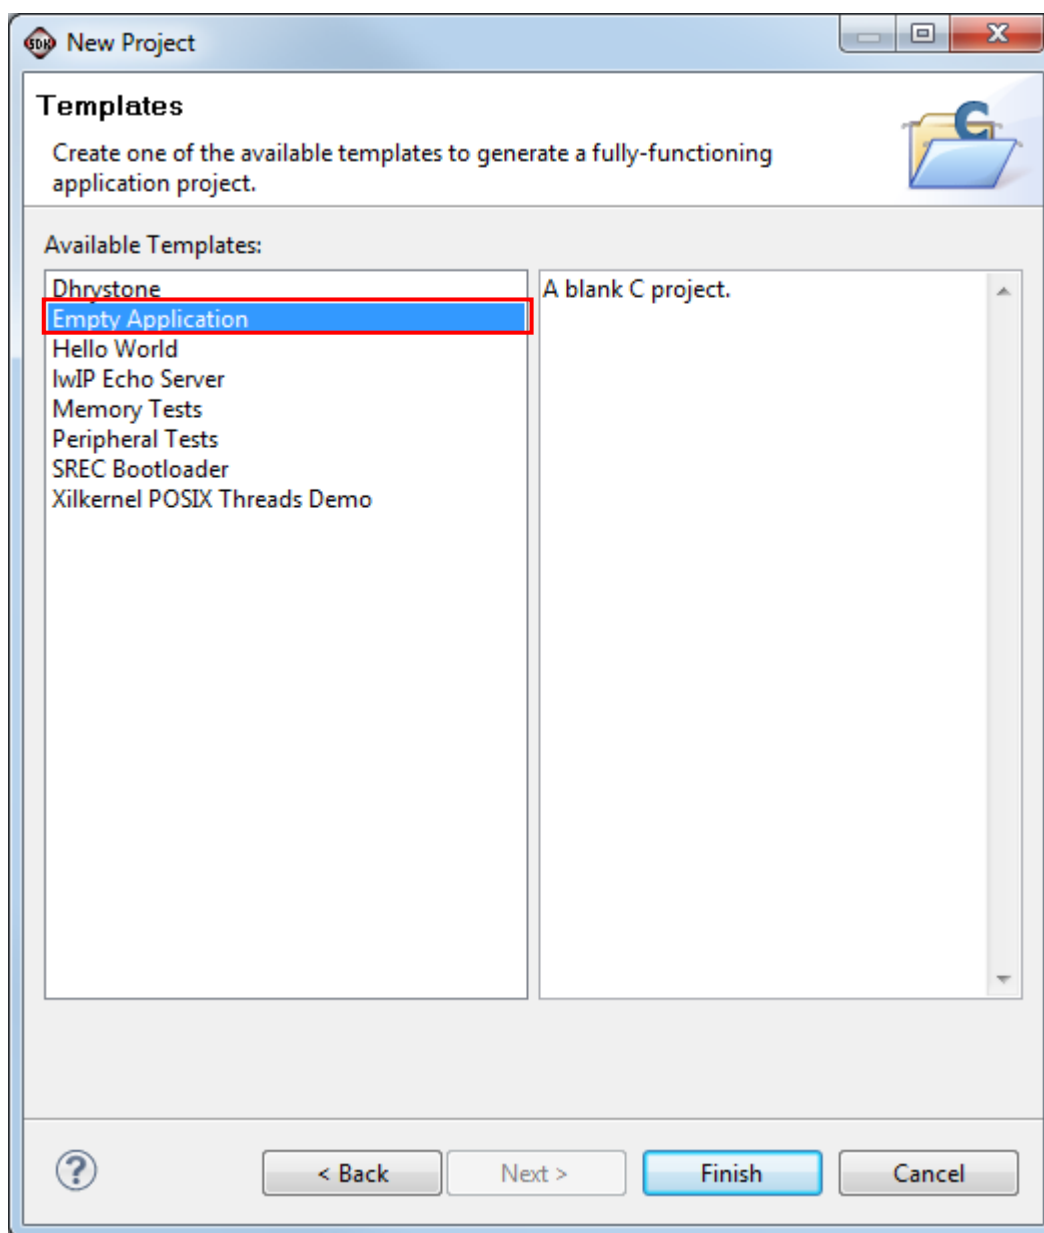 SDK New Project
Templates
Create one of the available templates to generate a fully-functioning
application project.
C
Available Templates:
Dhrystone
Empty Application
Hello World
lwIP Echo Server
Memory Tests
Peripheral Tests
SREC Bootloader
Xilkernel POSIX Threads Demo
A blank C project.
?
< Back
Next >
Finish
Cancel